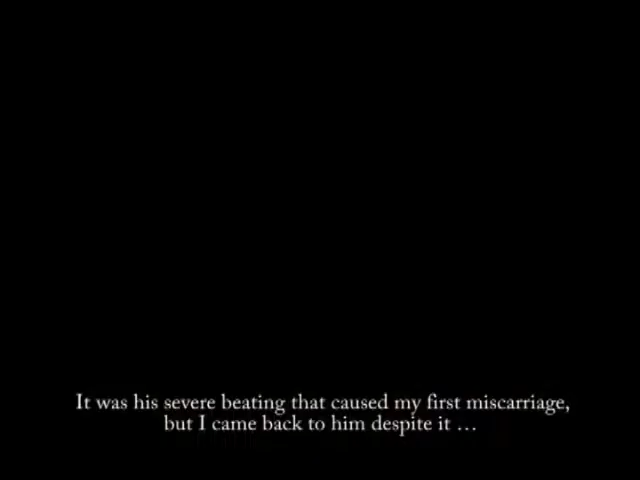 It was his severe beating that caused my first miscarriage,
but I came back to him despite it …